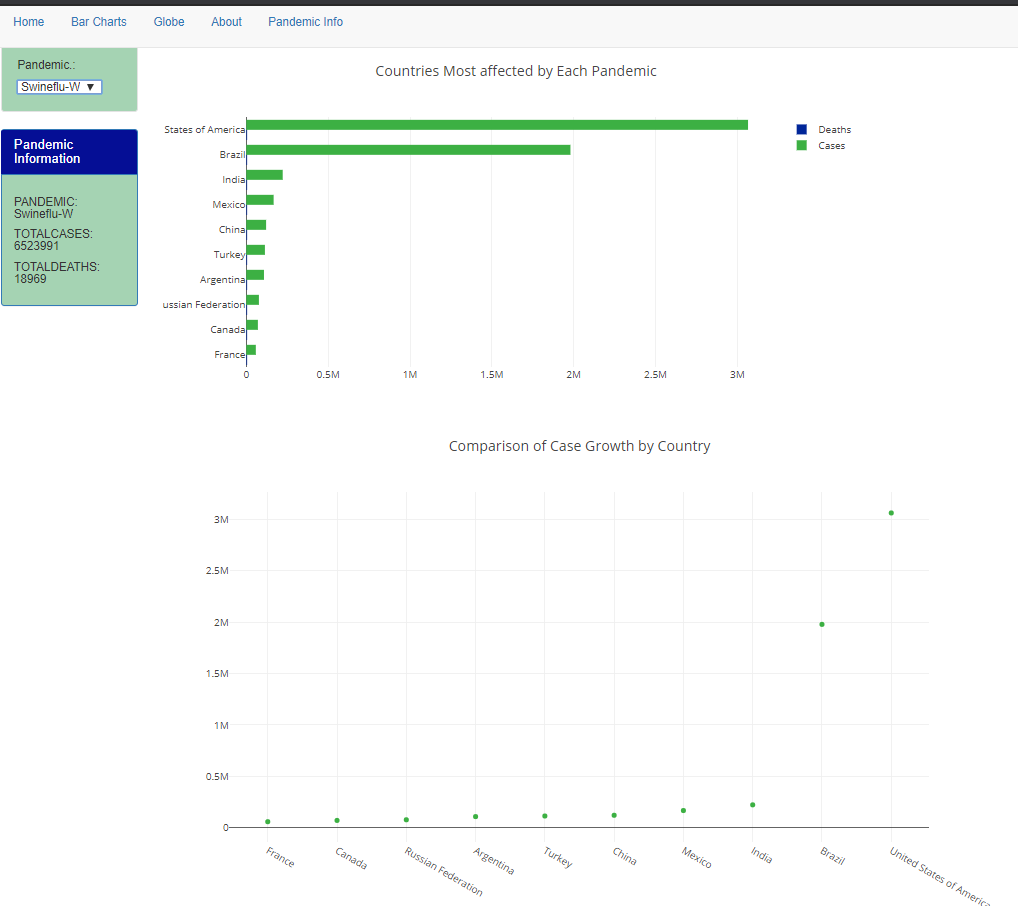 Home Bar Charts Globe About Pandemic Info
Pandemic.:
Swineflu-W ▼
Pandemic
Information
PANDEMIC:
Swineflu-W
TOTALCASES:
6523991
TOTALDEATHS:
18969
Countries Most affected by Each Pandemic
States of America
Brazil
India
Mexico
China
Turkey
Argentina
ussian Federation
Canada
France
0 0.5M 1M 1.5M 2M 2.5M 3M
Deaths
Cases
Comparison of Case Growth by Country
3M
2.5M
2M
1.5M
1M
0.5M
0
France
Canada
Russian Federation
Argentina
Turkey
China
Mexico
India
Brazil
United States of America